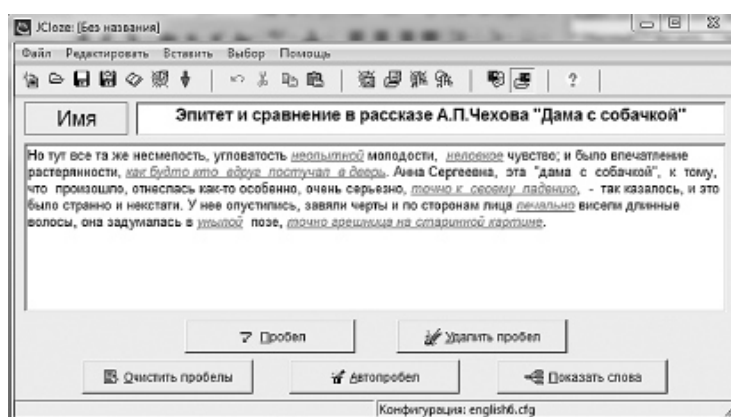 JCloze: [Без названия]
Файл Редактировать Вставить Выбор Помощь
Имя
Эпитет и сравнение в рассказе А.П.Чехова "Дама с собачкой"
Но тут все та же несмелость, угловатость неопытной молодости, неловкое чувство; и было впечатление
растерянности, как будто кто вдруг постучал в дверь. Анна Сергеевна, эта "дама с собачкой", к тому,
что произошло, отнеслась как-то особенно, очень серьезно, точно к своему падению, - так казалось, и это
было странно и некстати. У нее опустились, завяли черты и по сторонам лица печально висели длинные
волосы, она задумалась в унылой позе, точно грешница на старинной картине.
Пробел Удалить пробел
Очистить пробелы Автопробел Показать слова
Конфигурация: english6.cfg